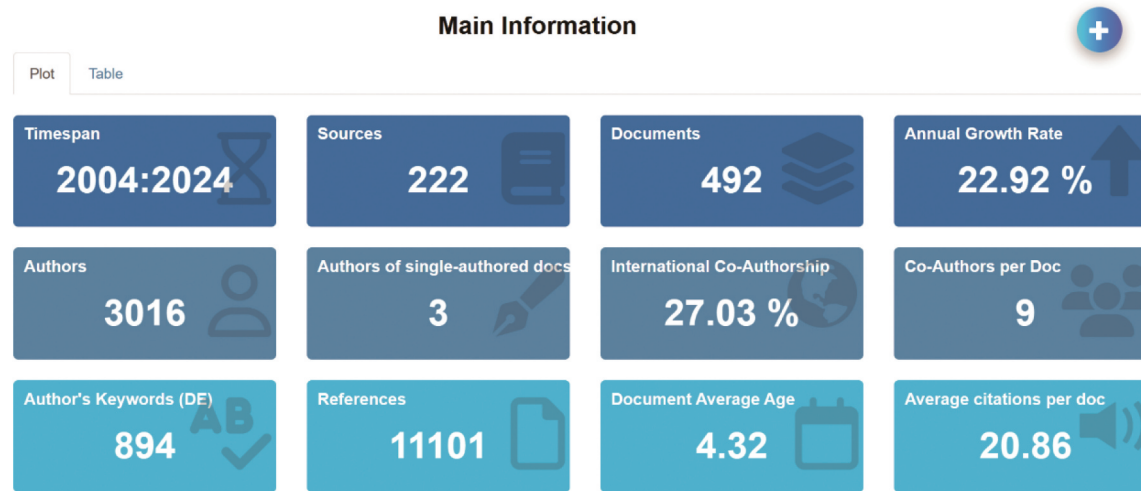 Main Information
+
Plot Table
Timespan
2004:2024
Sources
222
Documents
492
Annual Growth Rate
22.92 %
Authors
3016
Authors of single-authored docs
3
International Co-Authorship
27.03 %
Co-Authors per Doc
9
Author's Keywords (DE)
AB
894
References
11101
Document Average Age
4.32
Average citations per doc
20.86